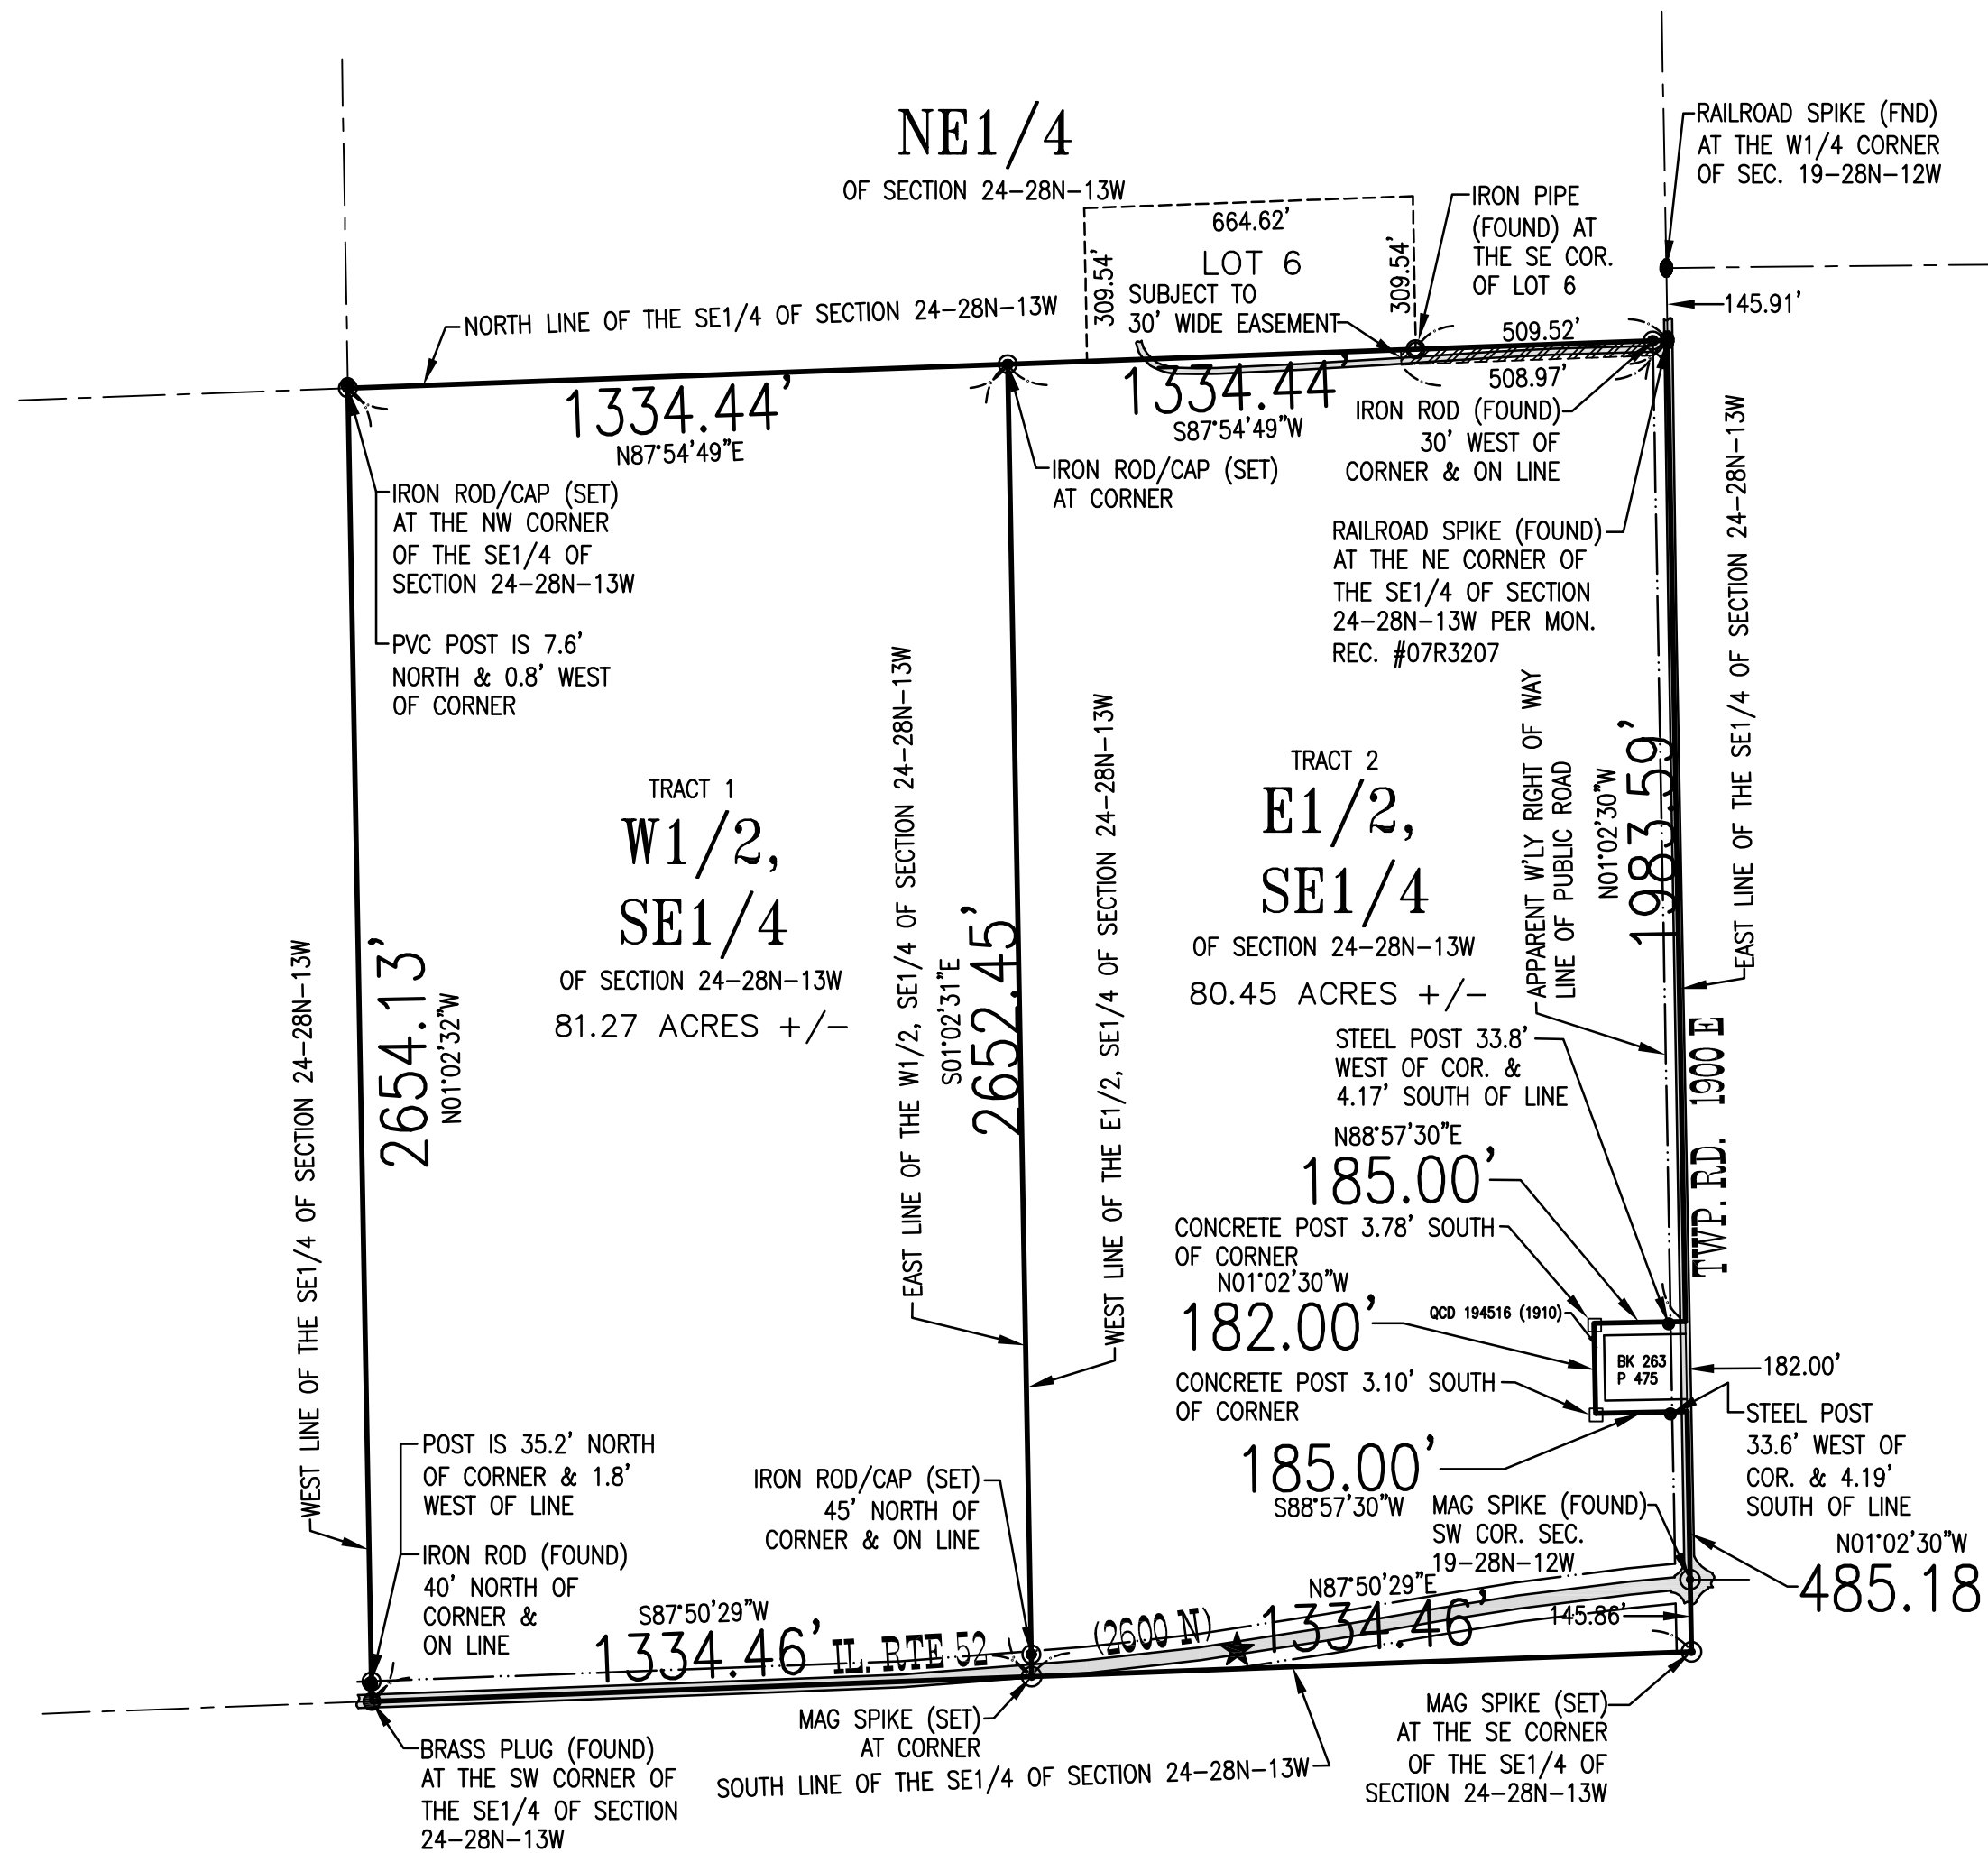 NE1/4
OF SECTION 24-28N-13W
RAILROAD SPIKE (FND)
AT THE W1/4 CORNER
OF SEC. 19-28N-12W
IRON PIPE
(FOUND) AT
THE SE COR.
OF LOT 6
664.62'
LOT 6
309.54'
309.54'
SUBJECT TO
30' WIDE EASEMENT
145.91'
NORTH LINE OF THE SE1/4 OF SECTION 24-28N-13W
509.52'
508.97'
1334.44'
N87°54'49"E
1334.44'
S87°54'49"W
IRON ROD (FOUND)
30' WEST OF
CORNER & ON LINE
IRON ROD/CAP (SET)
AT CORNER
IRON ROD/CAP (SET)
AT THE NW CORNER
OF THE SE1/4 OF
SECTION 24-28N-13W
RAILROAD SPIKE (FOUND)
AT THE NE CORNER OF
THE SE1/4 OF SECTION
24-28N-13W PER MON.
REC. #07R3207
PVC POST IS 7.6'
NORTH & 0.8' WEST
OF CORNER
EAST LINE OF THE SE1/4 OF SECTION 24-28N-13W
APPARENT W'LY RIGHT OF WAY
LINE OF PUBLIC ROAD
N01°02'30"W
1983.59'
TRACT 1
W1/2,
SE1/4
OF SECTION 24-28N-13W
81.27 ACRES +/-
TRACT 2
E1/2,
SE1/4
OF SECTION 24-28N-13W
80.45 ACRES +/-
WEST LINE OF THE SE1/4 OF SECTION 24-28N-13W
2654.13'
N01°02'32"W
EAST LINE OF THE W1/2, SE1/4 OF SECTION 24-28N-13W
S01°02'31"E
2652.45'
WEST LINE OF THE E1/2, SE1/4 OF SECTION 24-28N-13W
STEEL POST 33.8'
WEST OF COR. &
4.17' SOUTH OF LINE
TWP. RD. 1900 E
N88°57'30"E
185.00'
CONCRETE POST 3.78' SOUTH
OF CORNER
N01°02'30"W
182.00'
QCD 194516 (1910)
BK 263
P 475
182.00'
CONCRETE POST 3.10' SOUTH
OF CORNER
185.00'
S88°57'30"W
STEEL POST
33.6' WEST OF
COR. & 4.19'
SOUTH OF LINE
MAG SPIKE (FOUND)
SW COR. SEC.
19-28N-12W
N01°02'30"W
485.18
POST IS 35.2' NORTH
OF CORNER & 1.8'
WEST OF LINE
IRON ROD (FOUND)
40' NORTH OF
CORNER &
ON LINE
IRON ROD/CAP (SET)
45' NORTH OF
CORNER & ON LINE
S87°50'29"W
1334.46'
IL. RTE 52
(2600 N)
N87°50'29"E
1334.46'
145.86'
BRASS PLUG (FOUND)
AT THE SW CORNER OF
THE SE1/4 OF SECTION
24-28N-13W
MAG SPIKE (SET)
AT CORNER
SOUTH LINE OF THE SE1/4 OF SECTION 24-28N-13W
MAG SPIKE (SET)
AT THE SE CORNER
OF THE SE1/4 OF
SECTION 24-28N-13W